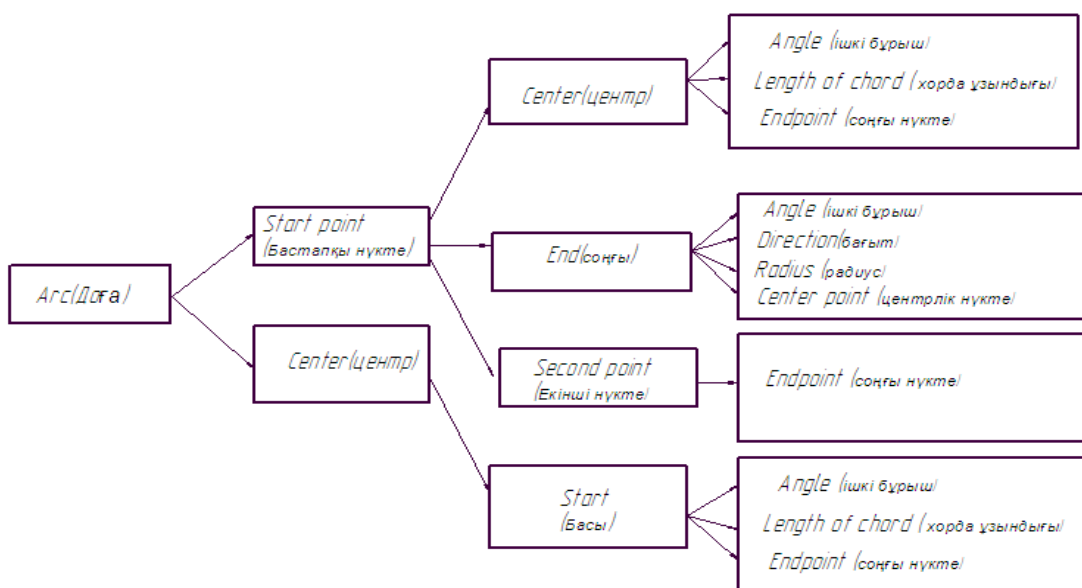 Arc(Доға)
Start point
(Бастапқы нүкте)
Center(центр)
Center(центр)
End(соңғы)
Second point
(Екінші нүкте)
Start
(Басы)
Angle (ішкі бұрыш)
Length of chord (хорда ұзындығы)
Endpoint (соңғы нүкте)
Angle (ішкі бұрыш)
Direction(бағыт)
Radius (радиус)
Center point (центрлік нүкте)
Endpoint (соңғы нүкте)
Angle (ішкі бұрыш)
Length of chord (хорда ұзындығы)
Endpoint (соңғы нүкте)